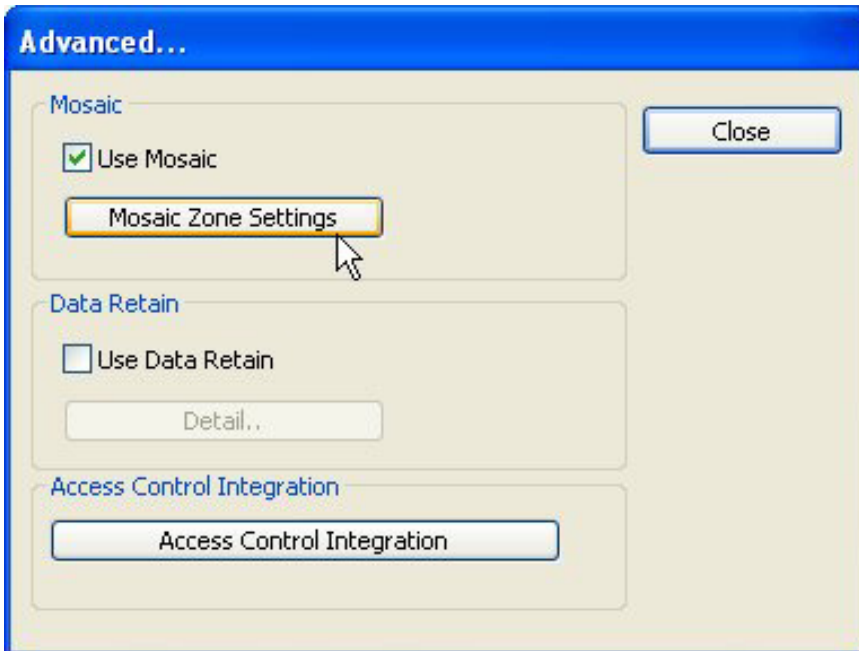 Advanced...
Mosaic
Close
Use Mosaic
Mosaic Zone Settings
Data Retain
Use Data Retain
Detail..
Access Control Integration
Access Control Integration